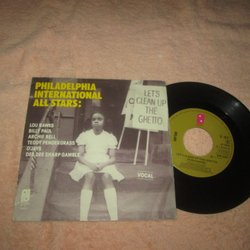 PHILADELPHIA
INTERNATIONAL
ALL STARS:
LOU RAWLS
BILLY PAUL
ARCHIE BELL
TEDDY PENDERGRASS
O'JAYS
DEE DEE SHARP GAMBLE
LET'S
CLEAN UP
THE
GHETTO
VOCAL